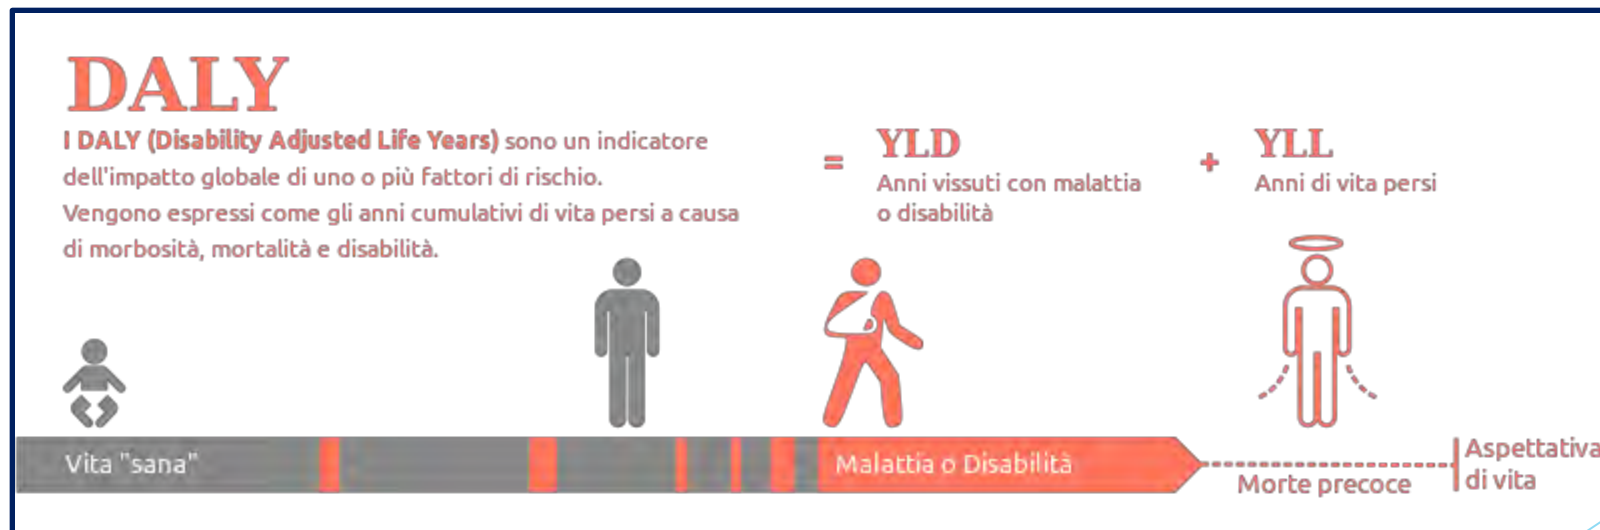 DALY
I DALY (Disability Adjusted Life Years) sono un indicatore
dell'impatto globale di uno o più fattori di rischio.
Vengono espressi come gli anni cumulativi di vita persi a causa
di morbosità, mortalità e disabilità.
=
YLD
Anni vissuti con malattia
o disabilità
+
YLL
Anni di vita persi
Vita "sana"
Malattia o Disabilità
Morte precoce
Aspettativa
di vita